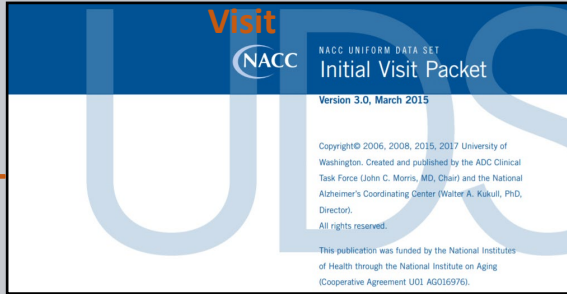 Visit
NACC
NACC UNIFORM DATA SET
Initial Visit Packet
Version 3.0, March 2015
Copyright© 2006, 2008, 2015, 2017 University of
Washington. Created and published by the ADC Clinical
Task Force (John C. Morris, MD, Chair) and the National
Alzheimer's Coordinating Center (Walter A. Kukull, PhD,
Director).
All rights reserved.
This publication was funded by the National Institutes
of Health through the National Institute on Aging
(Cooperative Agreement U01 AG016976).
UDS